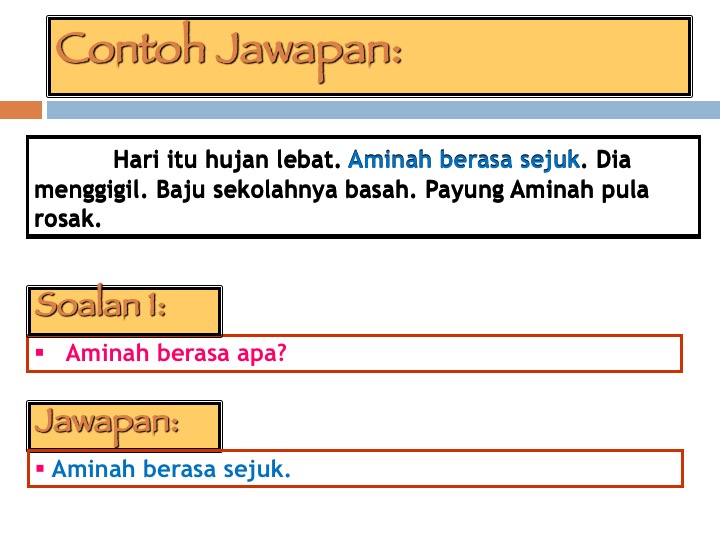 Contoh Jawapan:
Hari itu hujan lebat. Aminah berasa sejuk. Dia
menggigil. Baju sekolahnya basah. Payung Aminah pula
rosak.
Soalan 1:
▪ Aminah berasa apa?
Jawapan:
▪ Aminah berasa sejuk.